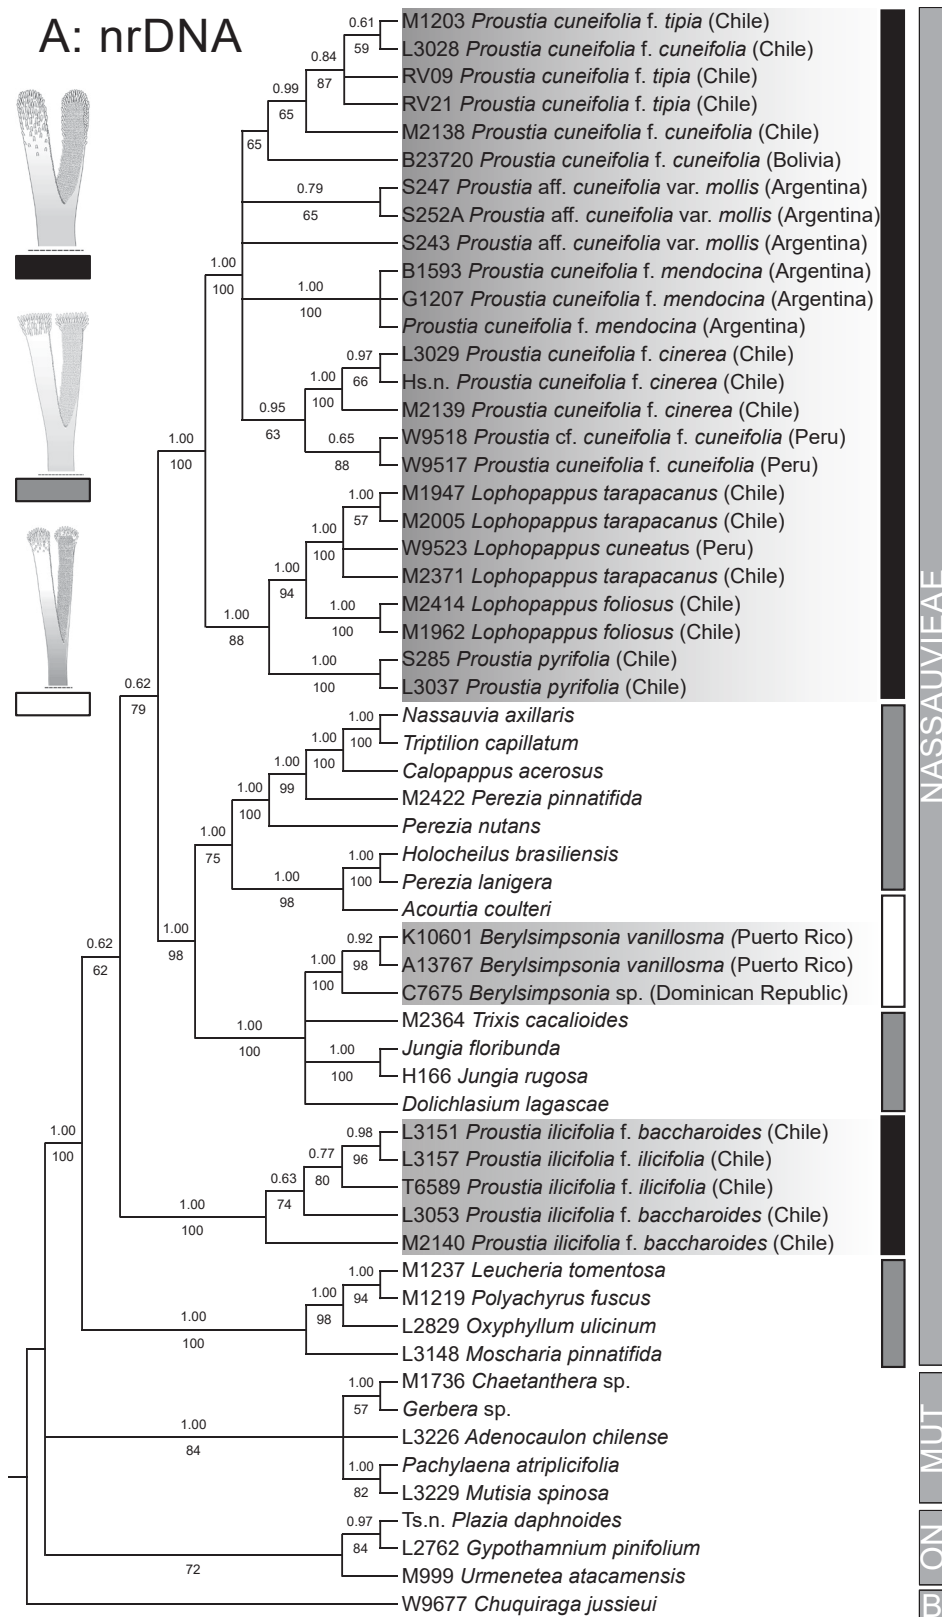 A: nrDNA
M1203 Proustia cuneifolia f. tipia (Chile)
L3028 Proustia cuneifolia f. cuneifolia (Chile)
RV09 Proustia cuneifolia f. tipia (Chile)
RV21 Proustia cuneifolia f. tipia (Chile)
M2138 Proustia cuneifolia f. cuneifolia (Chile)
B23720 Proustia cuneifolia f. cuneifolia (Bolivia)
S247 Proustia aff. cuneifolia var. mollis (Argentina)
S252A Proustia aff. cuneifolia var. mollis (Argentina)
S243 Proustia aff. cuneifolia var. mollis (Argentina)
B1593 Proustia cuneifolia f. mendocina (Argentina)
G1207 Proustia cuneifolia f. mendocina (Argentina)
Proustia cuneifolia f. mendocina (Argentina)
L3029 Proustia cuneifolia f. cinerea (Chile)
Hs.n. Proustia cuneifolia f. cinerea (Chile)
M2139 Proustia cuneifolia f. cinerea (Chile)
W9518 Proustia cf. cuneifolia f. cuneifolia (Peru)
W9517 Proustia cuneifolia f. cuneifolia (Peru)
M1947 Lophopappus tarapacanus (Chile)
M2005 Lophopappus tarapacanus (Chile)
W9523 Lophopappus cuneatus (Peru)
M2371 Lophopappus tarapacanus (Chile)
M2414 Lophopappus foliosus (Chile)
M1962 Lophopappus foliosus (Chile)
S285 Proustia pyrifolia (Chile)
L3037 Proustia pyrifolia (Chile)
Nassauvia axillaris
Triptilion capillatum
Calopappus acerosus
M2422 Perezia pinnatifida
Perezia nutans
Holocheilus brasiliensis
Perezia lanigera
Acourtia coulteri
K10601 Berylsimpsonia vanillosma (Puerto Rico)
A13767 Berylsimpsonia vanillosma (Puerto Rico)
C7675 Berylsimpsonia sp. (Dominican Republic)
M2364 Trixis cacalioides
Jungia floribunda
H166 Jungia rugosa
Dolichlasium lagascae
L3151 Proustia ilicifolia f. baccharoides (Chile)
L3157 Proustia ilicifolia f. ilicifolia (Chile)
T6589 Proustia ilicifolia f. ilicifolia (Chile)
L3053 Proustia ilicifolia f. baccharoides (Chile)
M2140 Proustia ilicifolia f. baccharoides (Chile)
M1237 Leucheria tomentosa
M1219 Polyachyrus fuscus
L2829 Oxyphyllum ulicinum
L3148 Moscharia pinnatifida
M1736 Chaetanthera sp.
Gerbera sp.
L3226 Adenocaulon chilense
Pachylaena atriplicifolia
L3229 Mutisia spinosa
Ts.n. Plazia daphnoides
L2762 Gypothamnium pinifolium
M999 Urmenetea atacamensis
W9677 Chuquiraga jussieui
0.61
59
0.84
87
0.99
65
65
0.79
65
1.00
100
1.00
100
0.97
66
1.00
100
0.95
63
0.65
88
1.00
100
1.00
57
1.00
100
1.00
94
1.00
100
1.00
88
1.00
100
0.62
79
1.00
100
1.00
100
1.00
99
1.00
100
1.00
75
1.00
100
1.00
98
1.00
98
0.92
98
1.00
100
1.00
100
1.00
100
0.62
62
0.98
96
0.77
80
0.63
74
1.00
100
1.00
100
1.00
94
1.00
98
1.00
100
1.00
57
1.00
84
1.00
82
0.97
84
72
NASSAUVIEAE
MUT
ON
B